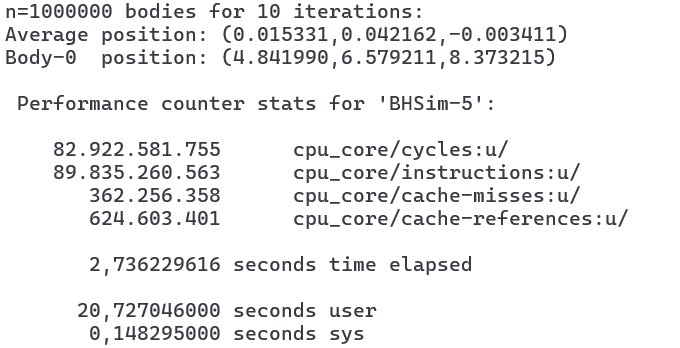 n=1000000 bodies for 10 iterations:
Average position: (0.015331,0.042162,-0.003411)
Body-0  position: (4.841990,6.579211,8.373215)

 Performance counter stats for 'BHSim-5':

    82.922.581.755      cpu_core/cycles:u/
    89.835.260.563      cpu_core/instructions:u/
       362.256.358      cpu_core/cache-misses:u/
       624.603.401      cpu_core/cache-references:u/

       2,736229616 seconds time elapsed

      20,727046000 seconds user
       0,148295000 seconds sys